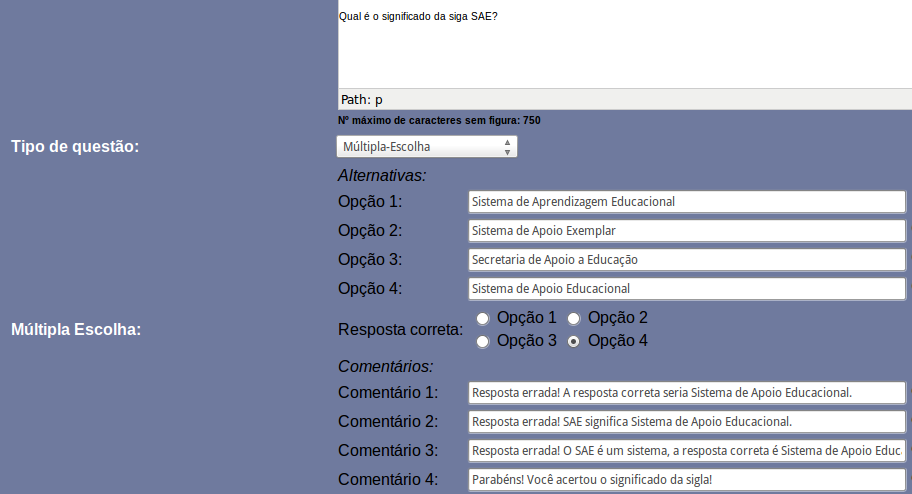 Qual é o significado da siga SAE?
Path: p
Nº máximo de caracteres sem figura: 750
Tipo de questão: Múltipla-Escolha
Alternativas:
Opção 1: Sistema de Aprendizagem Educacional
Opção 2: Sistema de Apoio Exemplar
Opção 3: Secretaria de Apoio a Educação
Opção 4: Sistema de Apoio Educacional
Múltipla Escolha: Resposta correta: Opção 1 Opção 2
Opção 3 Opção 4
Comentários:
Comentário 1: Resposta errada! A resposta correta seria Sistema de Apoio Educacional.
Comentário 2: Resposta errada! SAE significa Sistema de Apoio Educacional.
Comentário 3: Resposta errada! O SAE é um sistema, a resposta correta é Sistema de Apoio Educ
Comentário 4: Parabéns! Você acertou o significado da sigla!